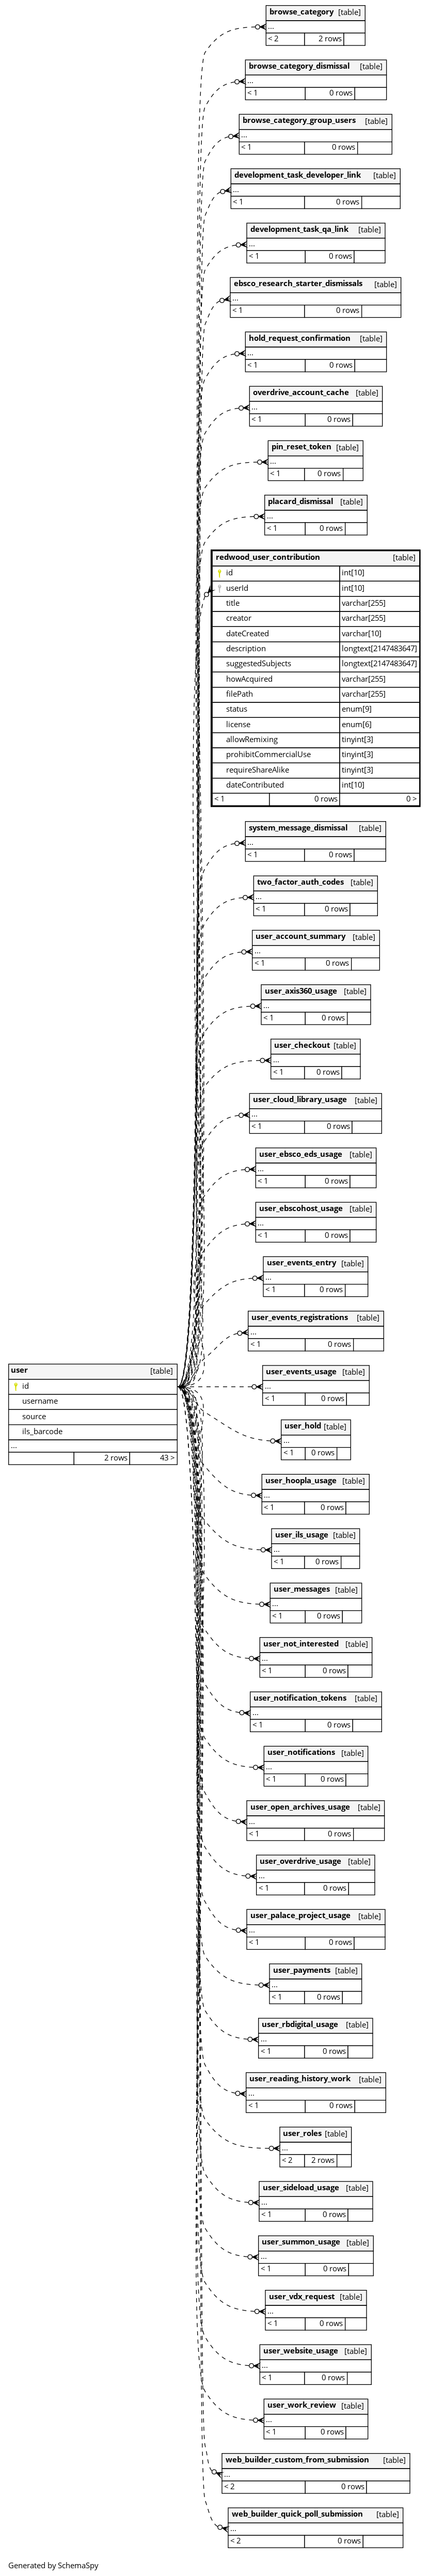 browse_category [table]
...
< 2 2 rows
browse_category_dismissal [table]
...
< 1 0 rows
browse_category_group_users [table]
...
< 1 0 rows
development_task_developer_link [table]
...
< 1 0 rows
development_task_qa_link [table]
...
< 1 0 rows
ebsco_research_starter_dismissals [table]
...
< 1 0 rows
hold_request_confirmation [table]
...
< 1 0 rows
overdrive_account_cache [table]
...
< 1 0 rows
pin_reset_token [table]
...
< 1 0 rows
placard_dismissal [table]
...
< 1 0 rows
redwood_user_contribution [table]
id int[10]
userId int[10]
title varchar[255]
creator varchar[255]
dateCreated varchar[10]
description longtext[2147483647]
suggestedSubjects longtext[2147483647]
howAcquired varchar[255]
filePath varchar[255]
status enum[9]
license enum[6]
allowRemixing tinyint[3]
prohibitCommercialUse tinyint[3]
requireShareAlike tinyint[3]
dateContributed int[10]
< 1 0 rows 0 >
system_message_dismissal [table]
...
< 1 0 rows
two_factor_auth_codes [table]
...
< 1 0 rows
user_account_summary [table]
...
< 1 0 rows
user_axis360_usage [table]
...
< 1 0 rows
user_checkout [table]
...
< 1 0 rows
user_cloud_library_usage [table]
...
< 1 0 rows
user_ebsco_eds_usage [table]
...
< 1 0 rows
user_ebscohost_usage [table]
...
< 1 0 rows
user_events_entry [table]
...
< 1 0 rows
user_events_registrations [table]
...
< 1 0 rows
user [table]
id
username
source
ils_barcode
...
2 rows 43 >
user_events_usage [table]
...
< 1 0 rows
user_hold [table]
...
< 1 0 rows
user_hoopla_usage [table]
...
< 1 0 rows
user_ils_usage [table]
...
< 1 0 rows
user_messages [table]
...
< 1 0 rows
user_not_interested [table]
...
< 1 0 rows
user_notification_tokens [table]
...
< 1 0 rows
user_notifications [table]
...
< 1 0 rows
user_open_archives_usage [table]
...
< 1 0 rows
user_overdrive_usage [table]
...
< 1 0 rows
user_palace_project_usage [table]
...
< 1 0 rows
user_payments [table]
...
< 1 0 rows
user_rbdigital_usage [table]
...
< 1 0 rows
user_reading_history_work [table]
...
< 1 0 rows
user_roles [table]
...
< 2 2 rows
user_sideload_usage [table]
...
< 1 0 rows
user_summon_usage [table]
...
< 1 0 rows
user_vdx_request [table]
...
< 1 0 rows
user_website_usage [table]
...
< 1 0 rows
user_work_review [table]
...
< 1 0 rows
web_builder_custom_from_submission [table]
...
< 2 0 rows
web_builder_quick_poll_submission [table]
...
< 2 0 rows
Generated by SchemaSpy